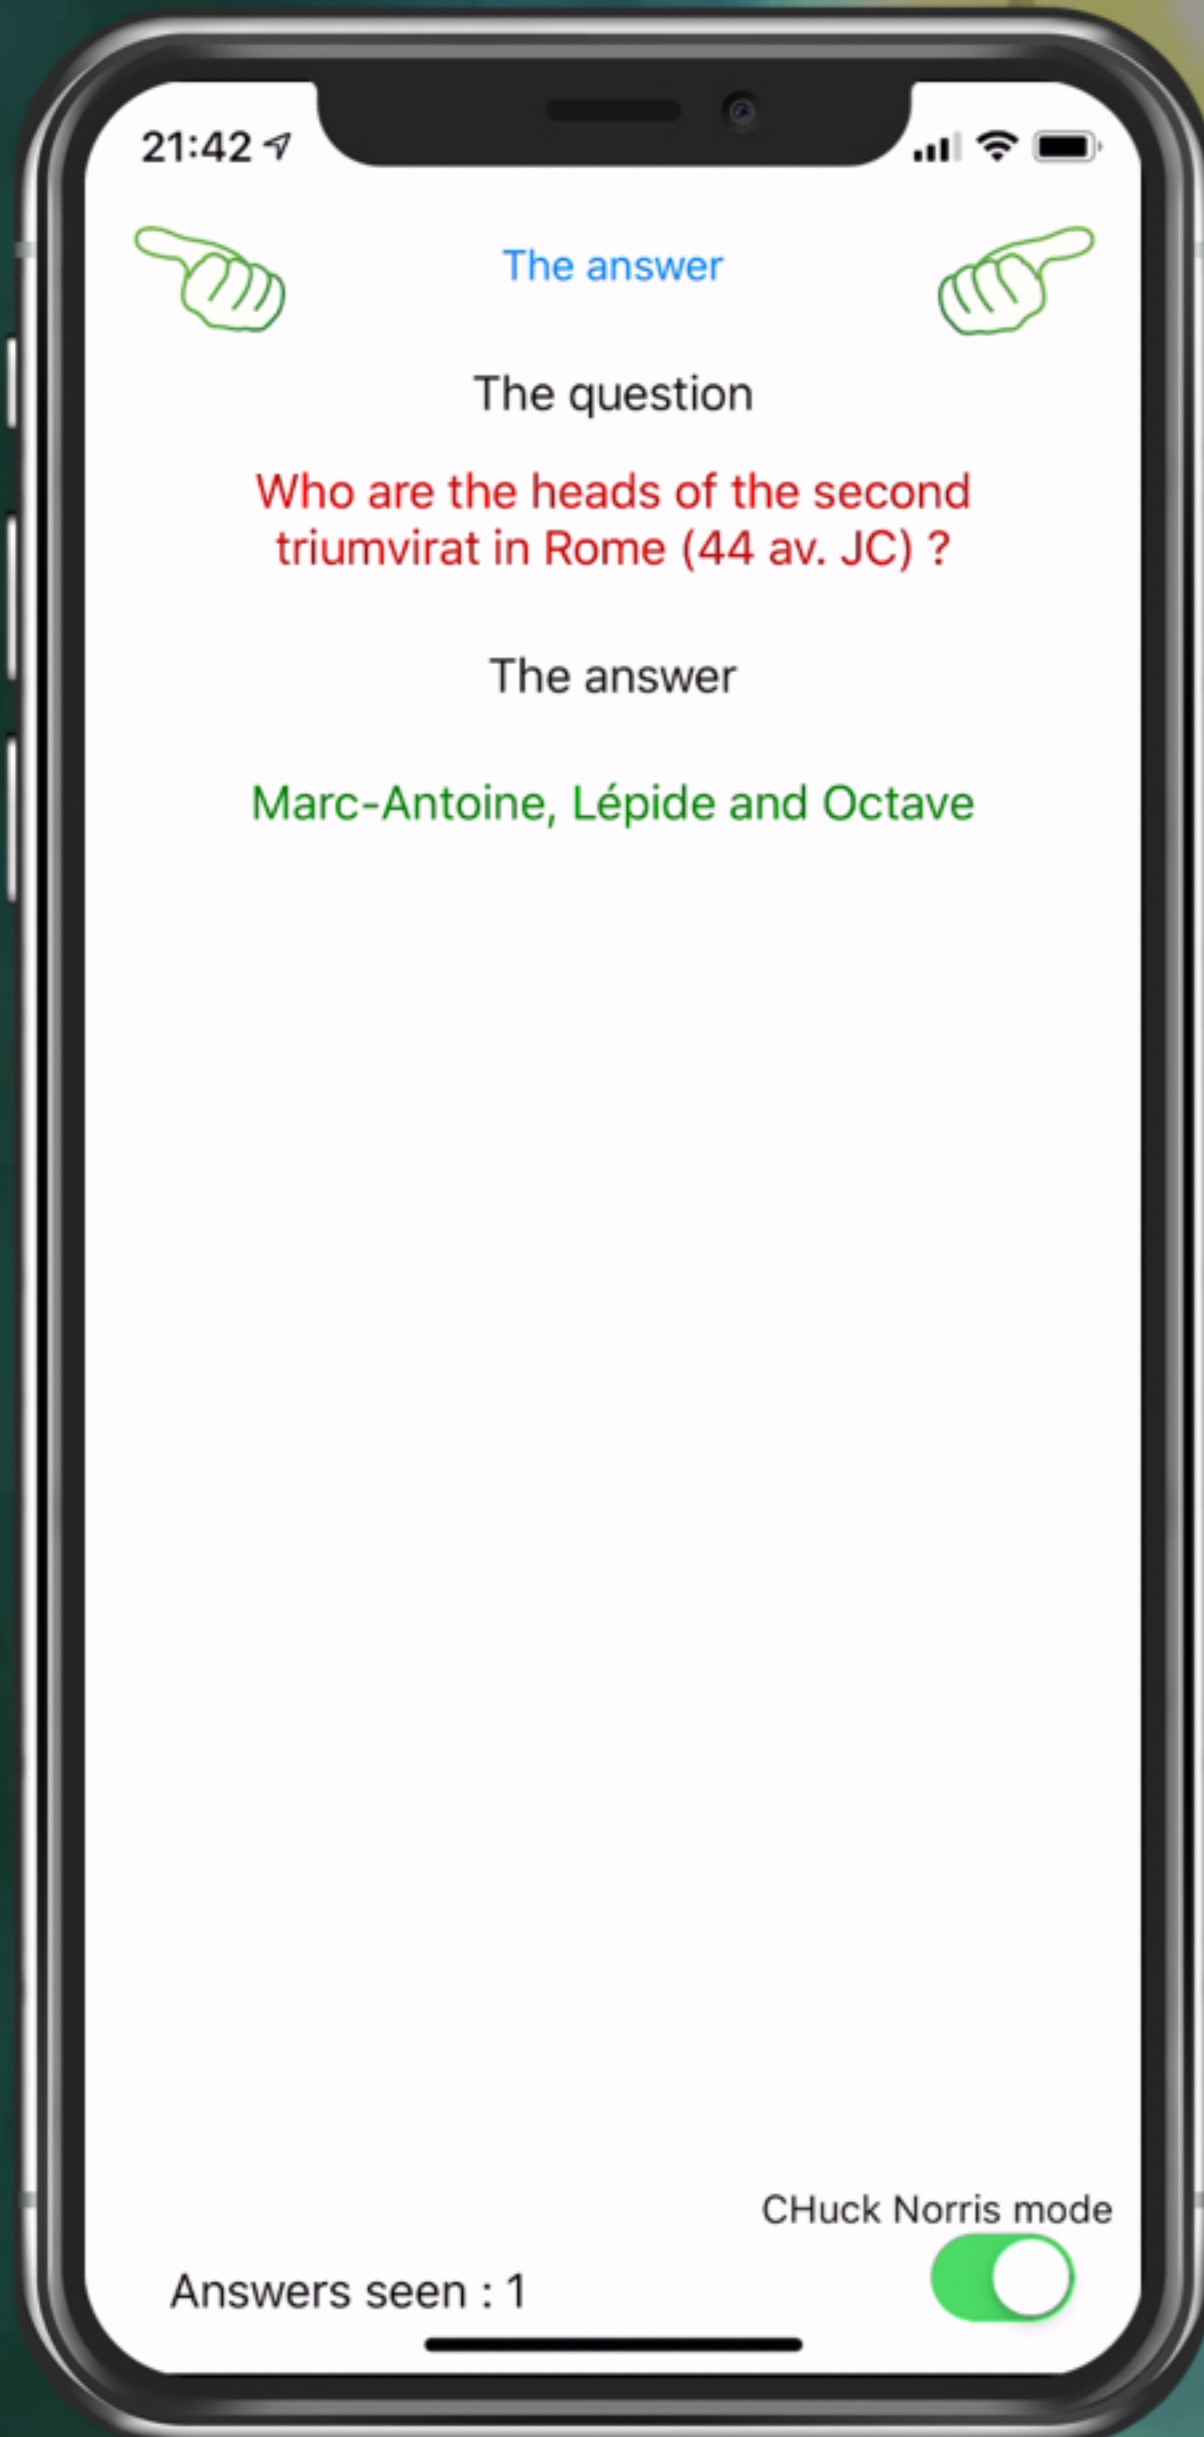 21:42
The answer
The question
Who are the heads of the second
triumvirat in Rome (44 av. JC) ?
The answer
Marc-Antoine, Lépide and Octave
CHuck Norris mode
Answers seen : 1